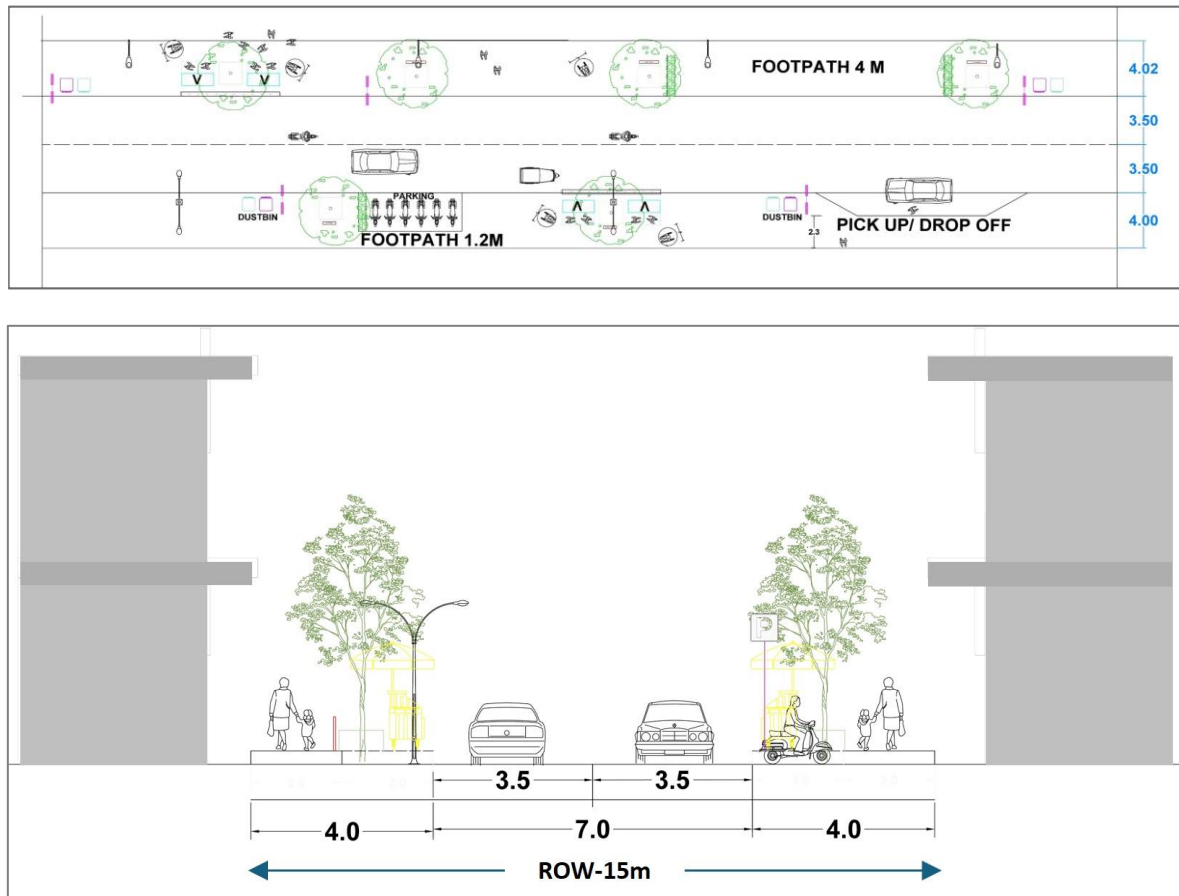 FOOTPATH 4 M
4.02
3.50
3.50
4.00
PARKING
DUSTBIN
FOOTPATH 1.2M
V V
Λ Λ
DUSTBIN
2.3
PICK UP/ DROP OFF
P
3.5 3.5
4.0 7.0 4.0
ROW-15m